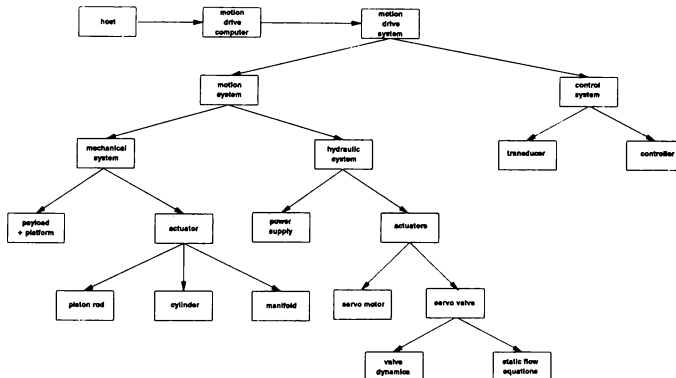 host
motion
drive
computer
motion
drive
system
motion
system
control
system
mechanical
system
hydraulic
system
transducer
controller
payload
+ platform
actuator
power
supply
actuators
piston rod
cylinder
manifold
servo motor
servo valve
valve
dynamics
static flow
equations